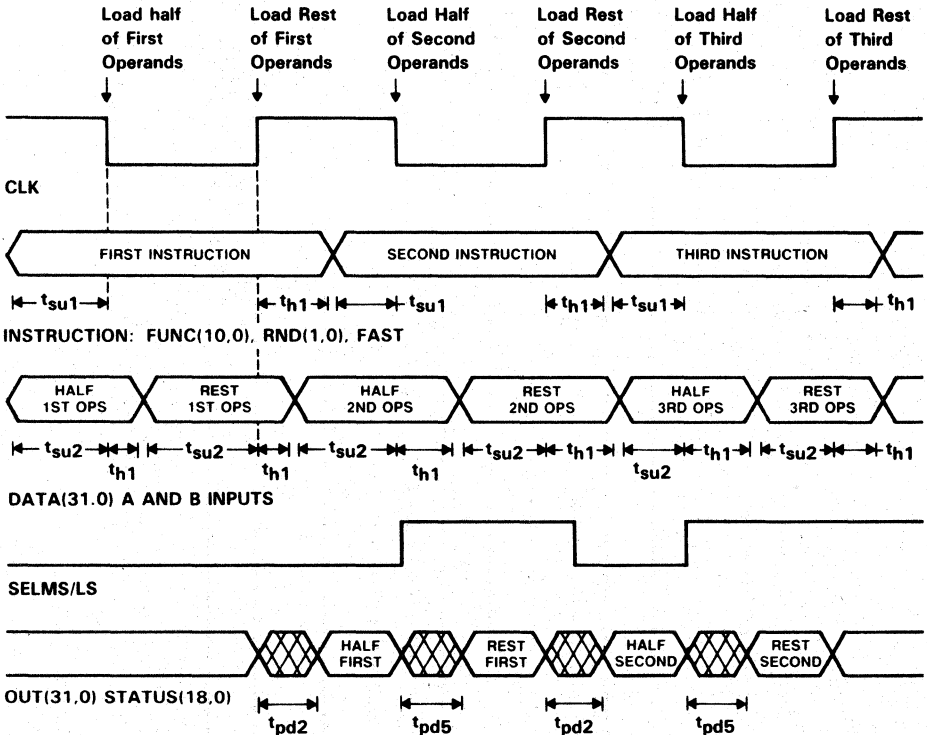 Load half of First Operands
Load Rest of First Operands
Load Half of Second Operands
Load Rest of Second Operands
Load Half of Third Operands
Load Rest of Third Operands
CLK
FIRST INSTRUCTION
SECOND INSTRUCTION
THIRD INSTRUCTION
tsu1
th1
tsu1
th1
tsu1
th1
INSTRUCTION: FUNC(10,0), RND(1,0), FAST
HALF 1ST OPS
REST 1ST OPS
HALF 2ND OPS
REST 2ND OPS
HALF 3RD OPS
REST 3RD OPS
tsu2
th1
tsu2
th1
tsu2
th1
tsu2
th1
tsu2
th1
tsu2
th1
DATA(31.0) A AND B INPUTS
SELMS/LS
HALF FIRST
REST FIRST
HALF SECOND
REST SECOND
OUT(31,0) STATUS(18,0)
tpd2
tpd5
tpd2
tpd5